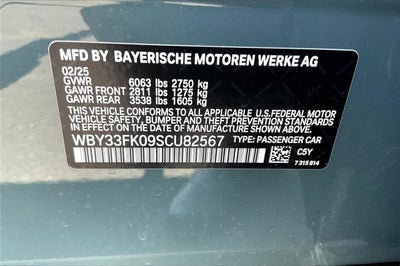 MFD BY BAYERISCHE MOTOREN WERKE AG
02/25
GVWR 6063 lbs 2750 kg
GAWR FRONT 2811 lbs 1275 kg
GAWR REAR 3538 lbs 1605 kg
THIS VEHICLE CONFORMS TO ALL APPLICABLE U.S. FEDERAL MOTOR
VEHICLE SAFETY, BUMPER AND THEFT PREVENTION STANDARDS IN
EFFECT ON THE DATE OF MANUFACTURE SHOWN ABOVE.
WBY33FK09SCU82567 TYPE: PASSENGER CAR
C5Y
7 315 814